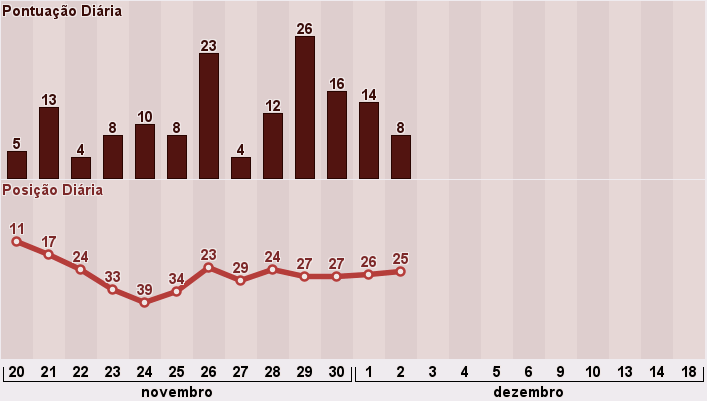 Pontuação Diária
5 13 4 8 10 8 23 4 12 26 16 14 8
Posição Diária
11 17 24 33 39 34 23 29 24 27 27 26 25
20 21 22 23 24 25 26 27 28 29 30 1 2 3 4 5 6 9 10 13 14 18
novembro dezembro